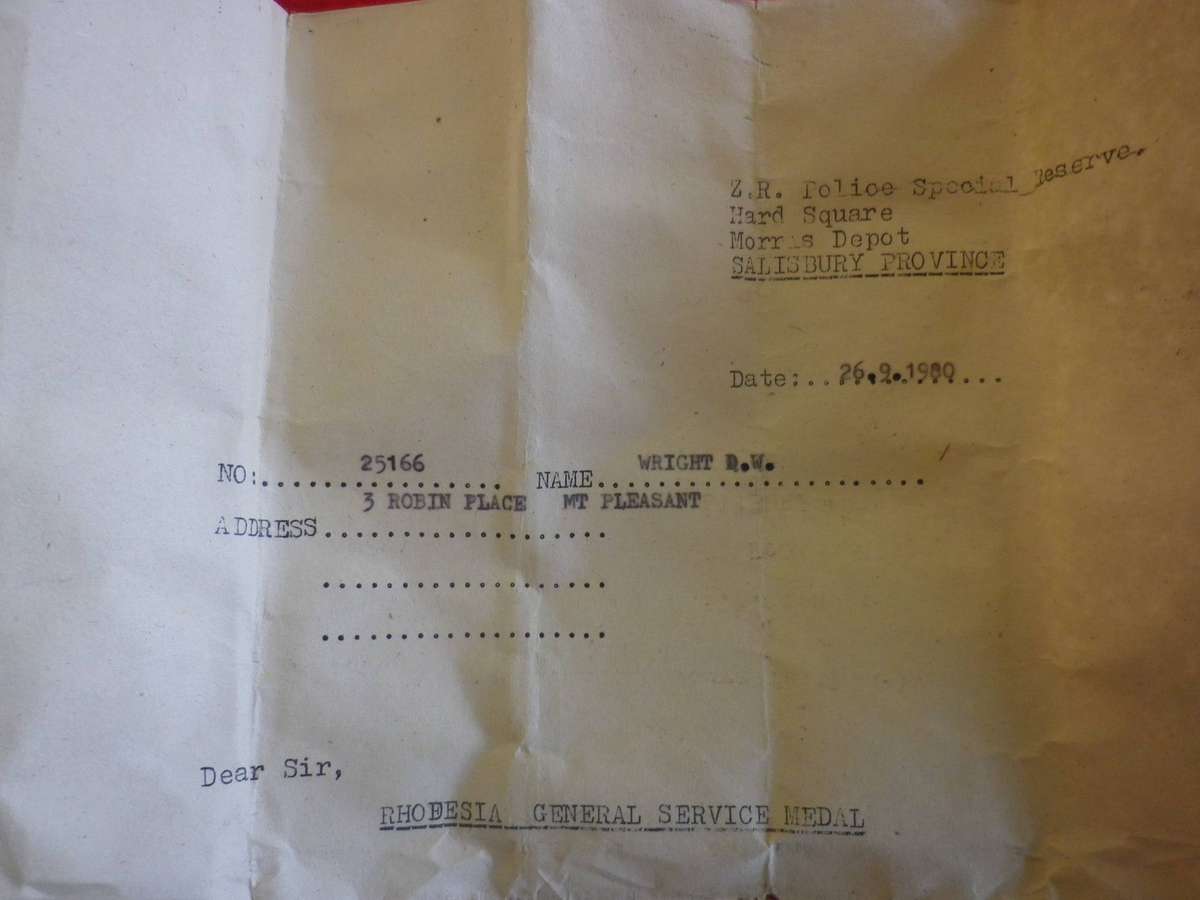 Z.R. Police Special Reserve.
Hard Square
Morris Depot
SALISBURY PROVINCE
Date:..26.9.1980...
NO:....25166.... NAME....WRIGHT D.W.....
ADDRESS....3 ROBIN PLACE MT PLEASANT....
..................
..................
Dear Sir,
RHODESIA GENERAL SERVICE MEDAL